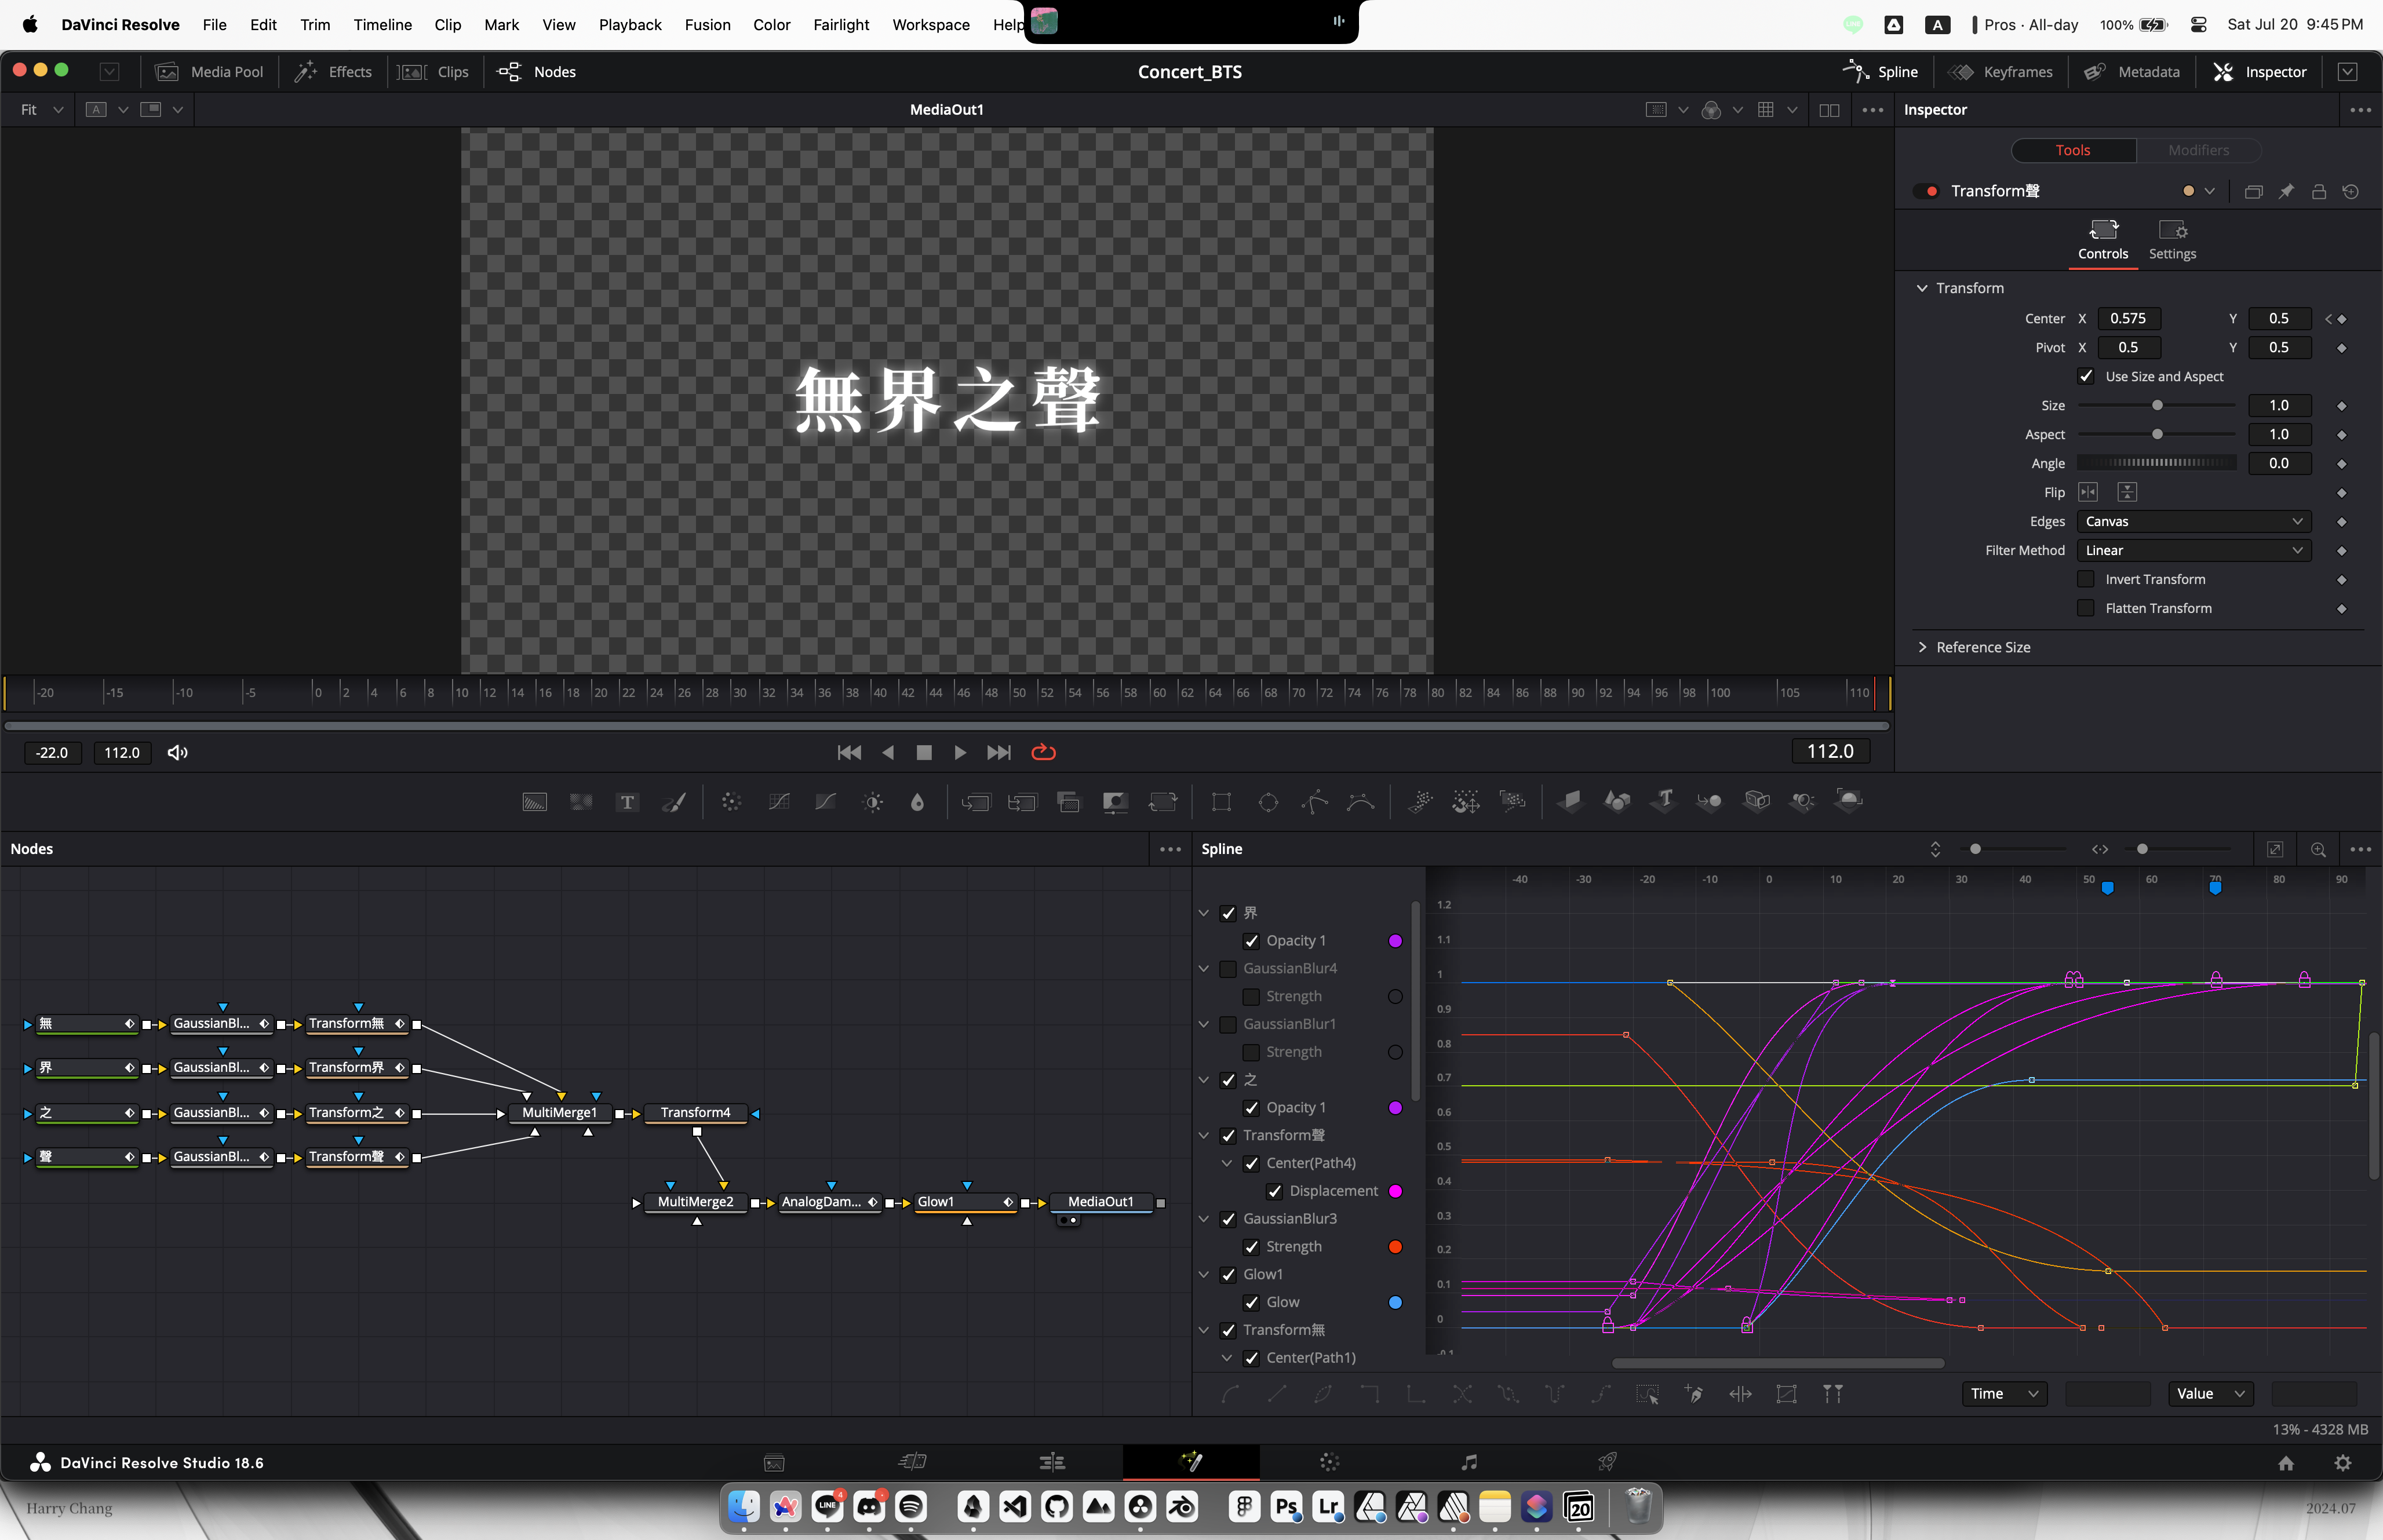 DaVinci Resolve File Edit Trim Timeline Clip Mark View Playback Fusion Color Fairlight Workspace Help
A Pros · All-day 100% Sat Jul 20 9:45 PM
Media Pool Effects Clips Nodes
Concert_BTS
Spline Keyframes Metadata Inspector
Fit A
MediaOut1
Inspector
Tools Modifiers
Transform聲
Controls Settings
Transform
Center X 0.575 Y 0.5
Pivot X 0.5 Y 0.5
Use Size and Aspect
Size 1.0
Aspect 1.0
Angle 0.0
Flip
Edges Canvas
Filter Method Linear
Invert Transform
Flatten Transform
Reference Size
無界之聲
-20 -15 -10 -5 0 2 4 6 8 10 12 14 16 18 20 22 24 26 28 30 32 34 36 38 40 42 44 46 48 50 52 54 56 58 60 62 64 66 68 70 72 74 76 78 80 82 84 86 88 90 92 94 96 98 100 105 110
-22.0 112.0
112.0
T T
Nodes
無 GaussianBl... Transform無
界 GaussianBl... Transform界
之 GaussianBl... Transform之 MultiMerge1 Transform4
聲 GaussianBl... Transform聲
MultiMerge2 AnalogDam... Glow1 MediaOut1
Spline
界
Opacity 1
GaussianBlur4
Strength
GaussianBlur1
Strength
之
Opacity 1
Transform聲
Center(Path4)
Displacement
GaussianBlur3
Strength
Glow1
Glow
Transform無
Center(Path1)
-40 -30 -20 -10 0 10 20 30 40 50 60 70 80 90
1.2
1.1
1
0.9
0.8
0.7
0.6
0.5
0.4
0.3
0.2
0.1
0
-0.1
Time Value
13% - 4328 MB
DaVinci Resolve Studio 18.6
Harry Chang
LINE 4 Ps Lr 20
2024.07